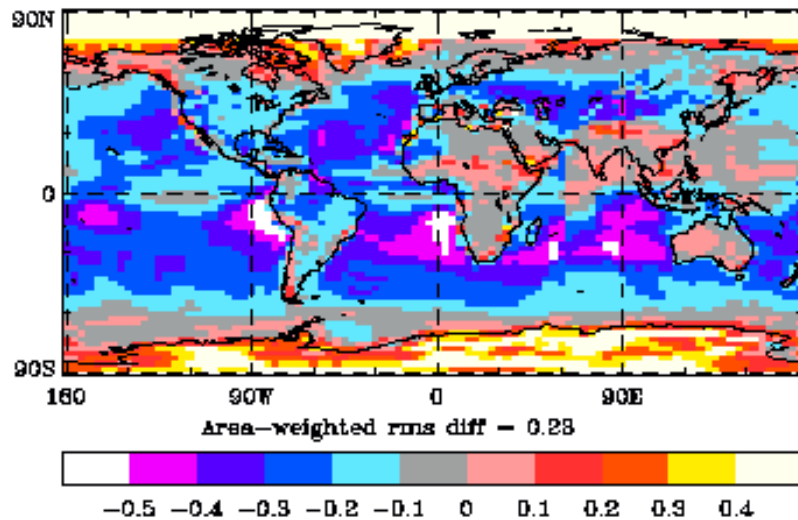 90N
0
90S
180 90W 0 90E
Area-weighted rms diff = 0.23
-0.5 -0.4 -0.3 -0.2 -0.1 0 0.1 0.2 0.3 0.4